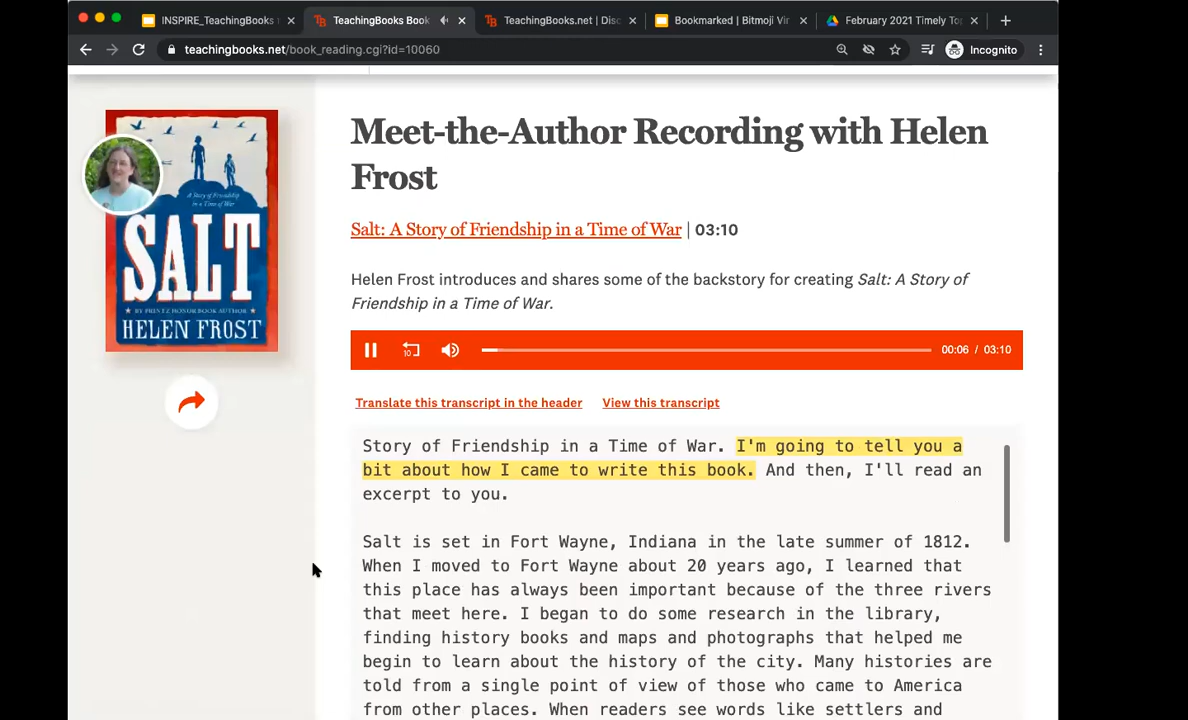 INSPIRE_TeachingBooks
TeachingBooks Book
TeachingBooks.net | Disc
Bookmarked | Bitmoji Vir
February 2021 Timely Top
teachingbooks.net/book_reading.cgi?id=10060
Incognito
A Story of Friendship
in a Time of War
SALT
BY PRINTZ HONOR BOOK AUTHOR
HELEN FROST
Meet-the-Author Recording with Helen
Frost
Salt: A Story of Friendship in a Time of War | 03:10
Helen Frost introduces and shares some of the backstory for creating Salt: A Story of
Friendship in a Time of War.
10
00:06 / 03:10
Translate this transcript in the header
View this transcript
Story of Friendship in a Time of War. I'm going to tell you a
bit about how I came to write this book. And then, I'll read an
excerpt to you.
Salt is set in Fort Wayne, Indiana in the late summer of 1812.
When I moved to Fort Wayne about 20 years ago, I learned that
this place has always been important because of the three rivers
that meet here. I began to do some research in the library,
finding history books and maps and photographs that helped me
begin to learn about the history of the city. Many histories are
told from a single point of view of those who came to America
from other places. When readers see words like settlers and